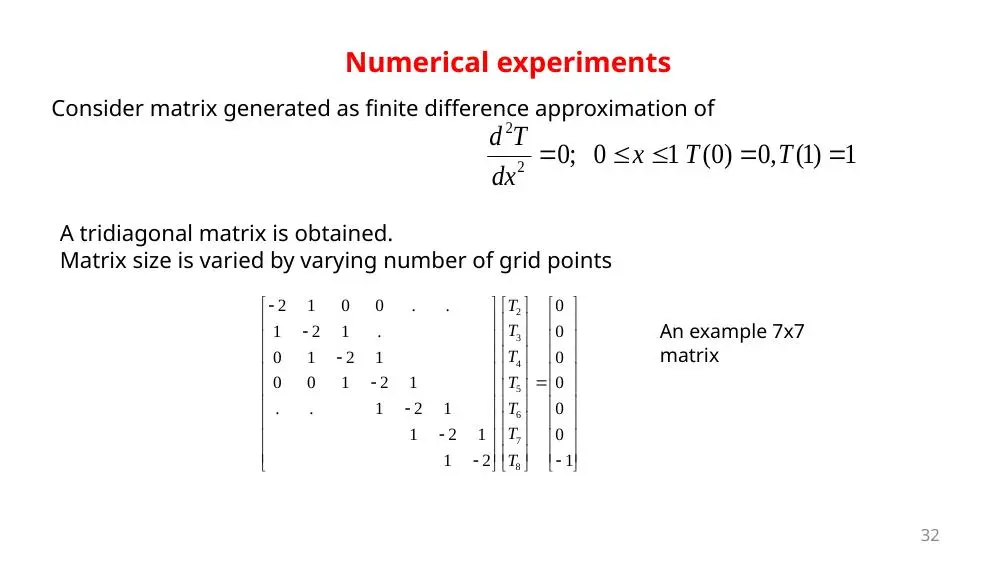 Numerical experiments
Consider matrix generated as finite difference approximation of
d²T/dx² =0; 0 ≤ x ≤1 T(0) =0,T(1) =1
A tridiagonal matrix is obtained.
Matrix size is varied by varying number of grid points
-2 1 0 0 . . T₂ 0
1 -2 1 . T₃ 0
0 1 -2 1 T₄ 0
0 0 1 -2 1 T₅ = 0
. . 1 -2 1 T₆ 0
1 -2 1 T₇ 0
1 -2 T₈ -1
An example 7x7
matrix
32